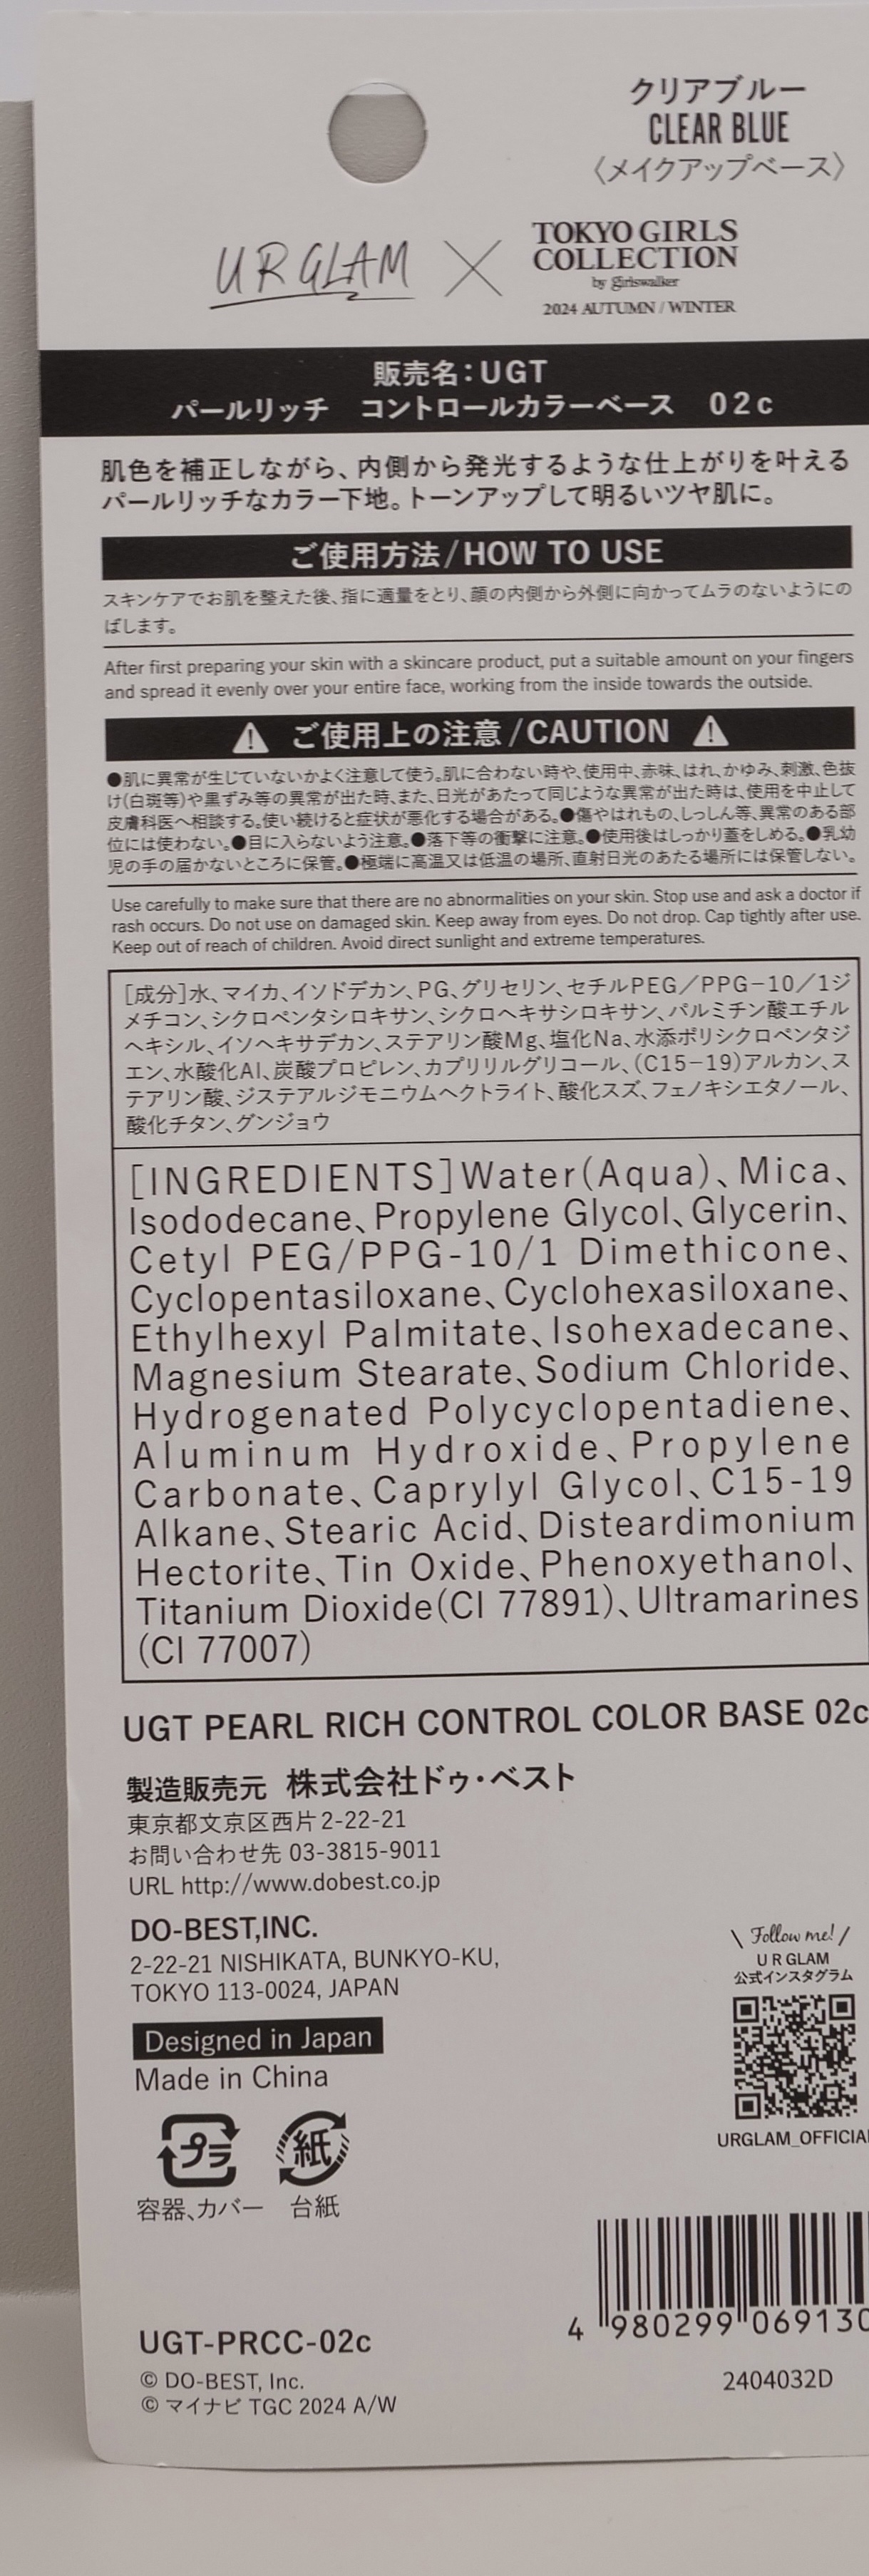 クリアブルー
CLEAR BLUE
〈メイクアップベース〉
URGLAM ×
TOKYO GIRLS
COLLECTION
by girlswalker
2024 AUTUMN / WINTER
販売名：UGT
パールリッチ　コントロールカラーベース　02c
肌色を補正しながら、内側から発光するような仕上がりを叶える
パールリッチなカラー下地。トーンアップして明るいツヤ肌に。
ご使用方法/HOW TO USE
スキンケアでお肌を整えた後、指に適量をとり、顔の内側から外側に向かってムラのないようにの
ばします。
After first preparing your skin with a skincare product, put a suitable amount on your fingers
and spread it evenly over your entire face, working from the inside towards the outside.
ご使用上の注意/CAUTION
●肌に異常が生じていないかよく注意して使う。肌に合わない時や、使用中、赤味、はれ、かゆみ、刺激、色抜
け(白斑等)や黒ずみ等の異常が出た時、また、日光があたって同じような異常が出た時は、使用を中止して
皮膚科医へ相談する。使い続けると症状が悪化する場合がある。●傷やはれもの、しっしん等、異常のある部
位には使わない。●目に入らないよう注意。●落下等の衝撃に注意。●使用後はしっかり蓋をしめる。●乳幼
児の手の届かないところに保管。●極端に高温又は低温の場所、直射日光のあたる場所には保管しない。
Use carefully to make sure that there are no abnormalities on your skin. Stop use and ask a doctor if
rash occurs. Do not use on damaged skin. Keep away from eyes. Do not drop. Cap tightly after use.
Keep out of reach of children. Avoid direct sunlight and extreme temperatures.
［成分］水、マイカ、イソドデカン、PG、グリセリン、セチルPEG／PPG－10／1ジ
メチコン、シクロペンタシロキサン、シクロヘキサシロキサン、パルミチン酸エチル
ヘキシル、イソヘキサデカン、ステアリン酸Mg、塩化Na、水添ポリシクロペンタジ
エン、水酸化Al、炭酸プロピレン、カプリリルグリコール、(C15－19)アルカン、ス
テアリン酸、ジステアルジモニウムヘクトライト、酸化スズ、フェノキシエタノール、
酸化チタン、グンジョウ
［INGREDIENTS］Water(Aqua)、Mica、
Isododecane、Propylene Glycol、Glycerin、
Cetyl PEG/PPG-10/1 Dimethicone、
Cyclopentasiloxane、Cyclohexasiloxane、
Ethylhexyl Palmitate、Isohexadecane、
Magnesium Stearate、Sodium Chloride、
Hydrogenated Polycyclopentadiene、
Aluminum Hydroxide、Propylene
Carbonate、Caprylyl Glycol、C15-19
Alkane、Stearic Acid、Disteardimonium
Hectorite、Tin Oxide、Phenoxyethanol、
Titanium Dioxide(CI 77891)、Ultramarines
(CI 77007)
UGT PEARL RICH CONTROL COLOR BASE 02c
製造販売元 株式会社ドゥ・ベスト
東京都文京区西片2-22-21
お問い合わせ先 03-3815-9011
URL http://www.dobest.co.jp
DO-BEST,INC.
2-22-21 NISHIKATA, BUNKYO-KU,
TOKYO 113-0024, JAPAN
Designed in Japan
Made in China
Follow me!
U R GLAM
公式インスタグラム
URGLAM_OFFICIAL
プラ 紙
容器、カバー 台紙
4 980299 069130
UGT-PRCC-02c
© DO-BEST, Inc.
© マイナビ TGC 2024 A/W
2404032D